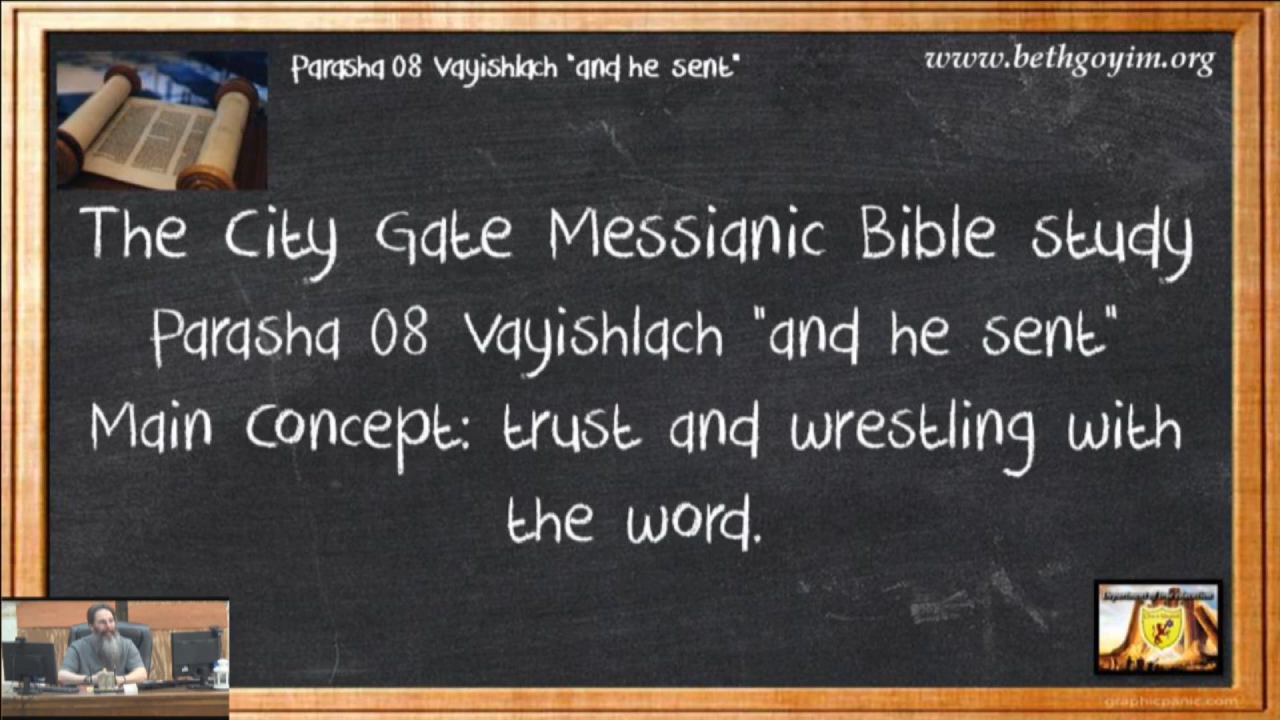 Parasha 08 Vayishlach "and he sent"
www.bethgoyim.org
The City Gate Messianic Bible study
Parasha 08 Vayishlach "and he sent"
Main Concept: trust and wrestling with
the word.
graphicpanic.com